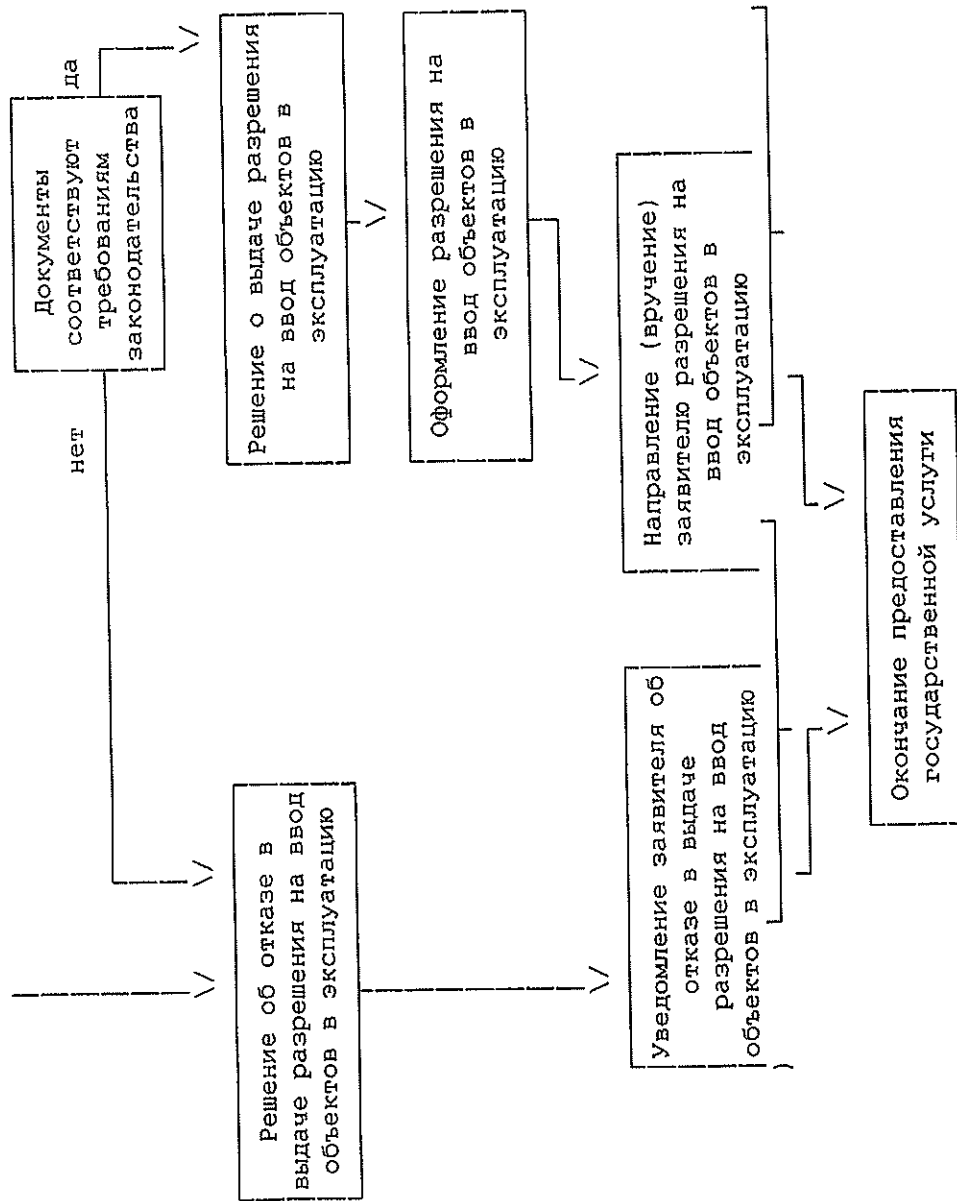 Документы
соответствуют
требованиям
законодательства
да
нет
Решение о выдаче разрешения
на ввод объектов в
эксплуатацию
Оформление разрешения на
ввод объектов в
эксплуатацию
Направление (вручение)
заявителю разрешения на
ввод объектов в
эксплуатацию
Решение об отказе в
выдаче разрешения на ввод
объектов в эксплуатацию
Уведомление заявителя об
отказе в выдаче
разрешения на ввод
объектов в эксплуатацию
)
Окончание предоставления
государственной услуги